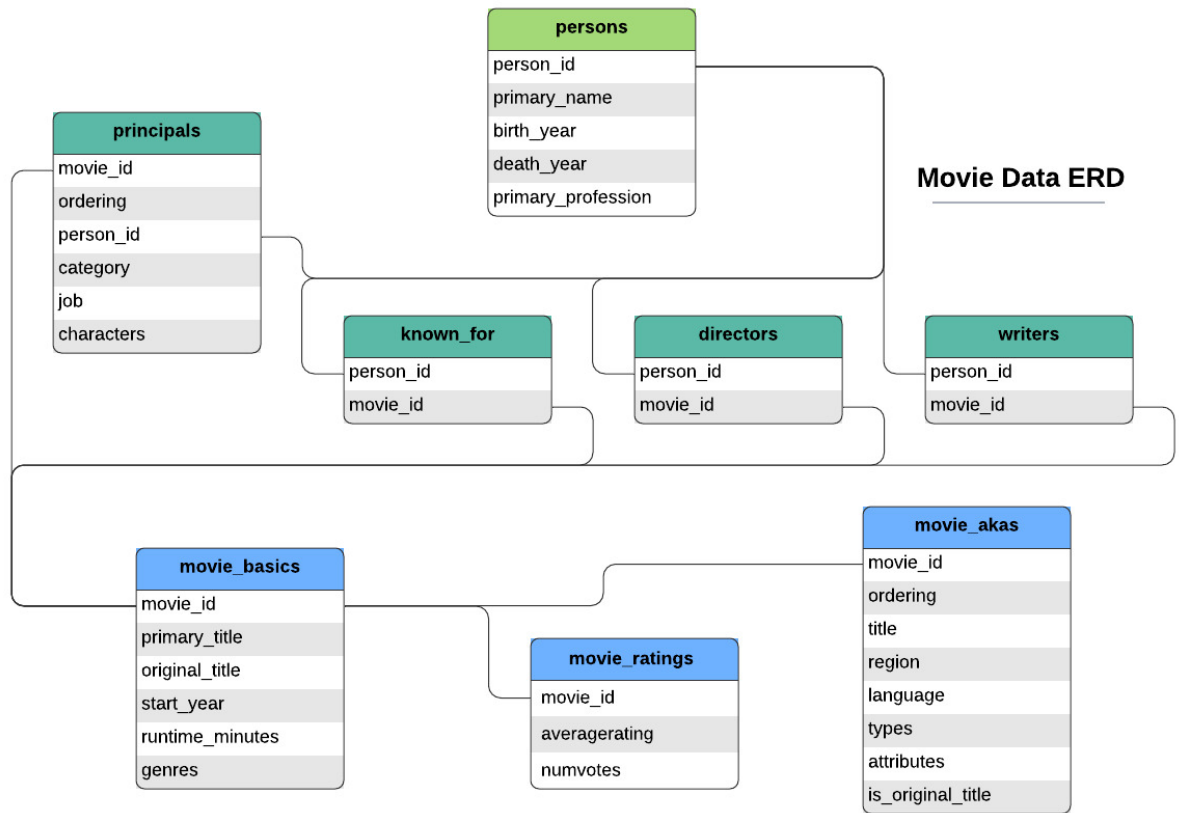 persons
person_id
primary_name
birth_year
death_year
primary_profession
Movie Data ERD
principals
movie_id
ordering
person_id
category
job
characters
known_for
person_id
movie_id
directors
person_id
movie_id
writers
person_id
movie_id
movie_basics
movie_id
primary_title
original_title
start_year
runtime_minutes
genres
movie_ratings
movie_id
averagerating
numvotes
movie_akas
movie_id
ordering
title
region
language
types
attributes
is_original_title